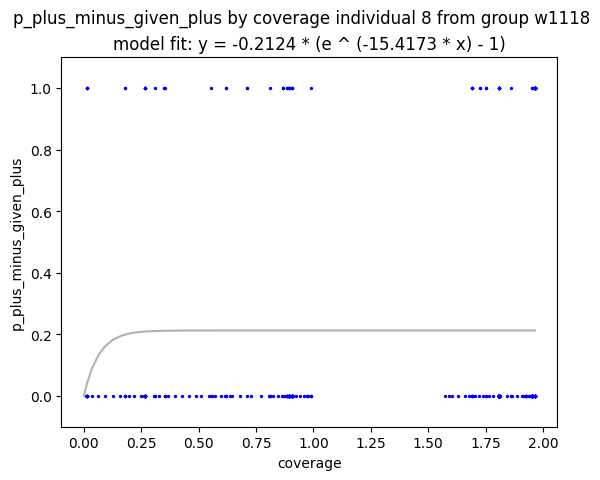 p_plus_minus_given_plus by coverage individual 8 from group w1118
model fit: y = -0.2124 * (e ^ (-15.4173 * x) - 1)
1.0
0.8
0.6
0.4
0.2
0.0
p_plus_minus_given_plus
0.00 0.25 0.50 0.75 1.00 1.25 1.50 1.75 2.00
coverage